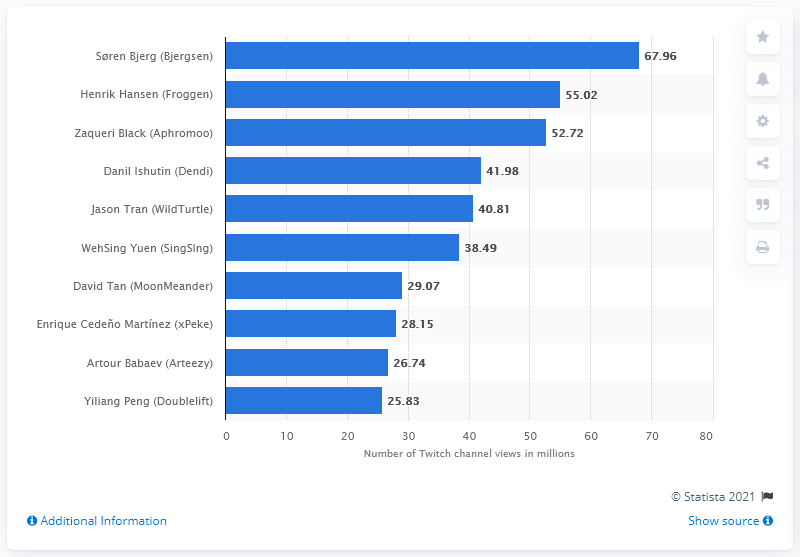 Søren Bjerg (Bjergsen) 67.96
Henrik Hansen (Froggen) 55.02
Zaqueri Black (Aphromoo) 52.72
Danil Ishutin (Dendi) 41.98
Jason Tran (WildTurtle) 40.81
WehSing Yuen (SingSIng) 38.49
David Tan (MoonMeander) 29.07
Enrique Cedeño Martínez (xPeke) 28.15
Artour Babaev (Arteezy) 26.74
Yiliang Peng (Doublelift) 25.83
0 10 20 30 40 50 60 70 80
Number of Twitch channel views in millions
© Statista 2021
Additional Information Show source